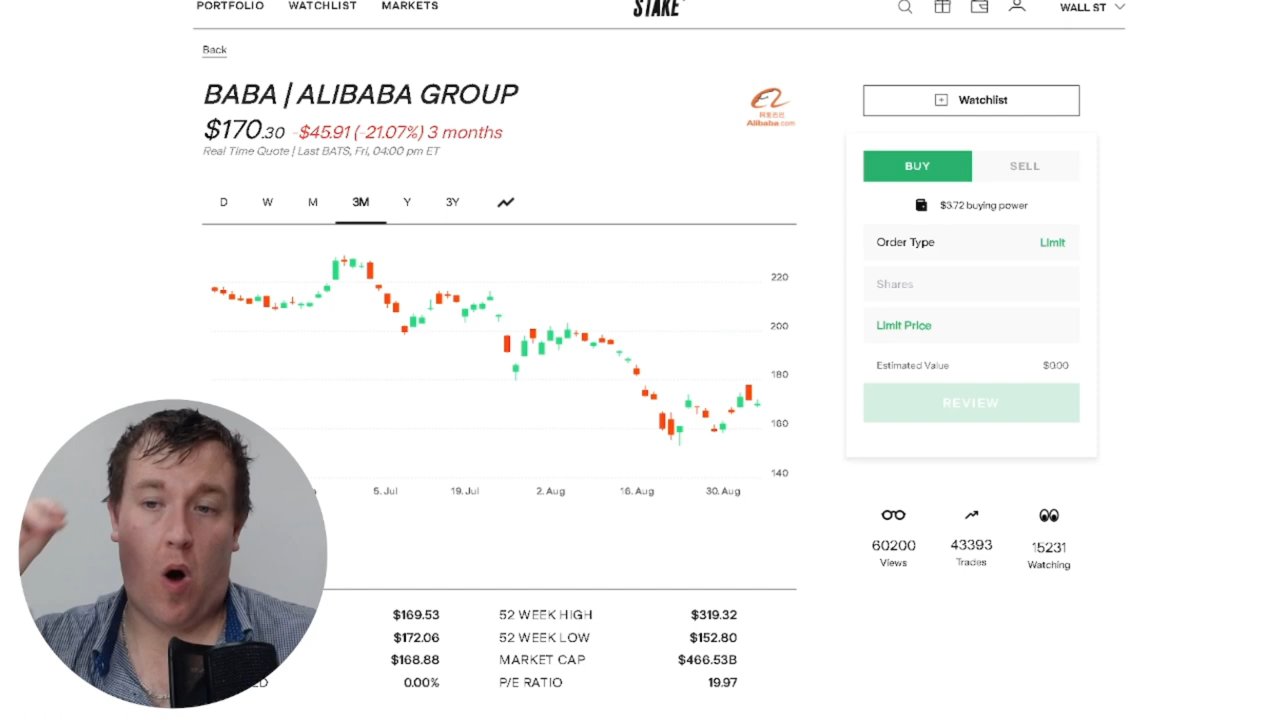 PORTFOLIO WATCHLIST MARKETS STAKE WALL ST
Back
BABA | ALIBABA GROUP
$170.30 -$45.91 (-21.07%) 3 months
Real Time Quote | Last BATS, Fri, 04:00 pm ET
阿里巴巴
Alibaba.com
D W M 3M Y 3Y
220
200
180
160
140
5. Jul 19. Jul 2. Aug 16. Aug 30. Aug
Watchlist
BUY SELL
$3.72 buying power
Order Type Limit
Shares
Limit Price
Estimated Value $0.00
REVIEW
60200 43393 15231
Views Trades Watching
$169.53 52 WEEK HIGH $319.32
$172.06 52 WEEK LOW $152.80
$168.88 MARKET CAP $466.53B
0.00% P/E RATIO 19.97